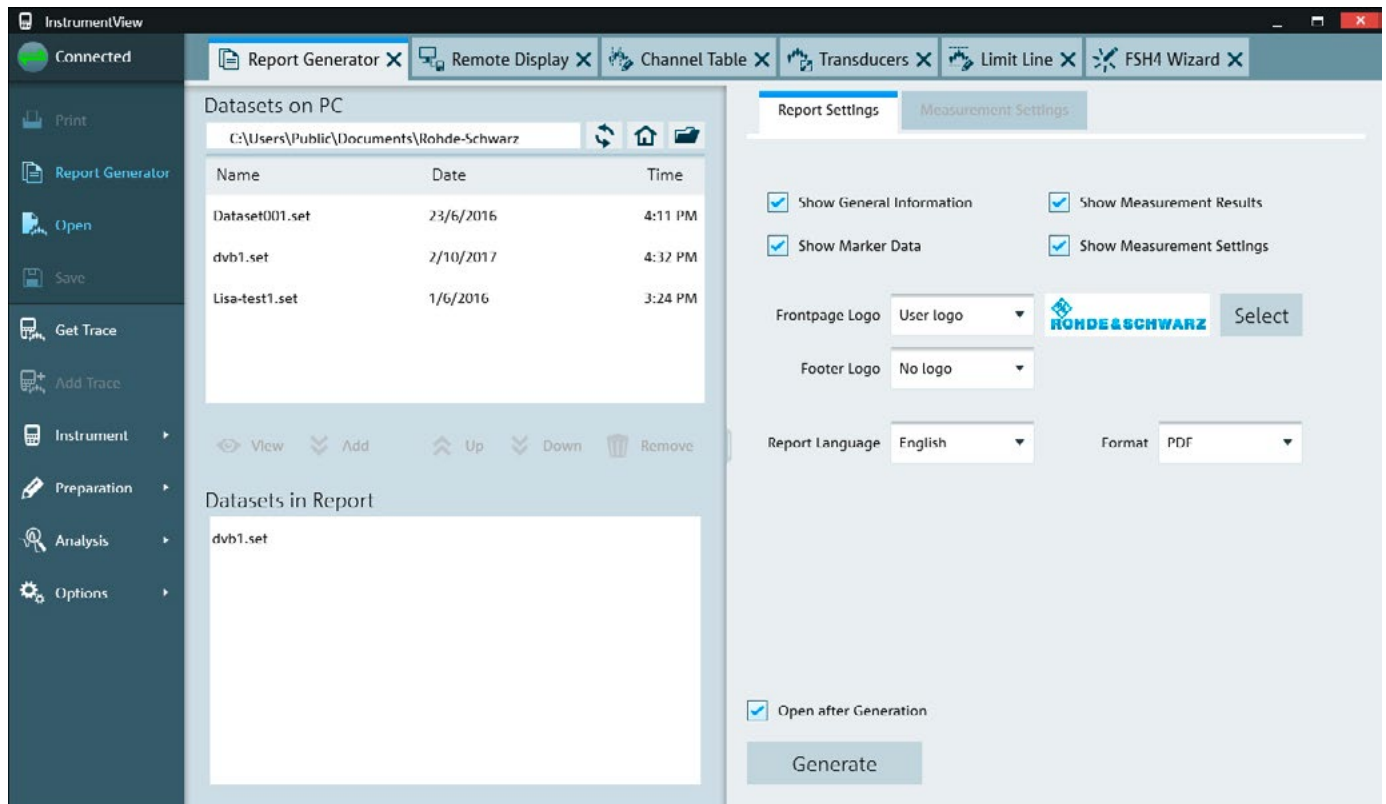 InstrumentView
Connected
Report Generator
Remote Display
Channel Table
Transducers
Limit Line
FSH4 Wizard
Print
Report Generator
Open
Save
Get Trace
Add Trace
Instrument
Preparation
Analysis
Options
Datasets on PC
C:\Users\Public\Documents\Rohde-Schwarz
Name Date Time
Dataset001.set 23/6/2016 4:11 PM
dvb1.set 2/10/2017 4:32 PM
Lisa-test1.set 1/6/2016 3:24 PM
View Add Up Down Remove
Datasets in Report
dvb1.set
Report Settings Measurement Settings
Show General Information Show Measurement Results
Show Marker Data Show Measurement Settings
Frontpage Logo User logo ROHDE & SCHWARZ Select
Footer Logo No logo
Report Language English Format PDF
Open after Generation
Generate